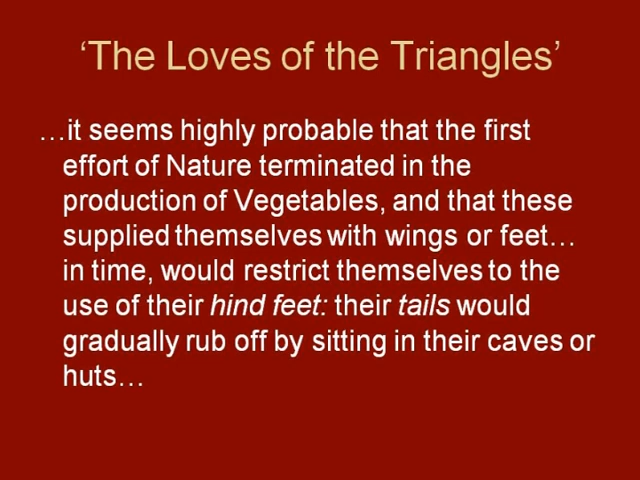 ‘The Loves of the Triangles’
…it seems highly probable that the first
effort of Nature terminated in the
production of Vegetables, and that these
supplied themselves with wings or feet…
in time, would restrict themselves to the
use of their hind feet: their tails would
gradually rub off by sitting in their caves or
huts…